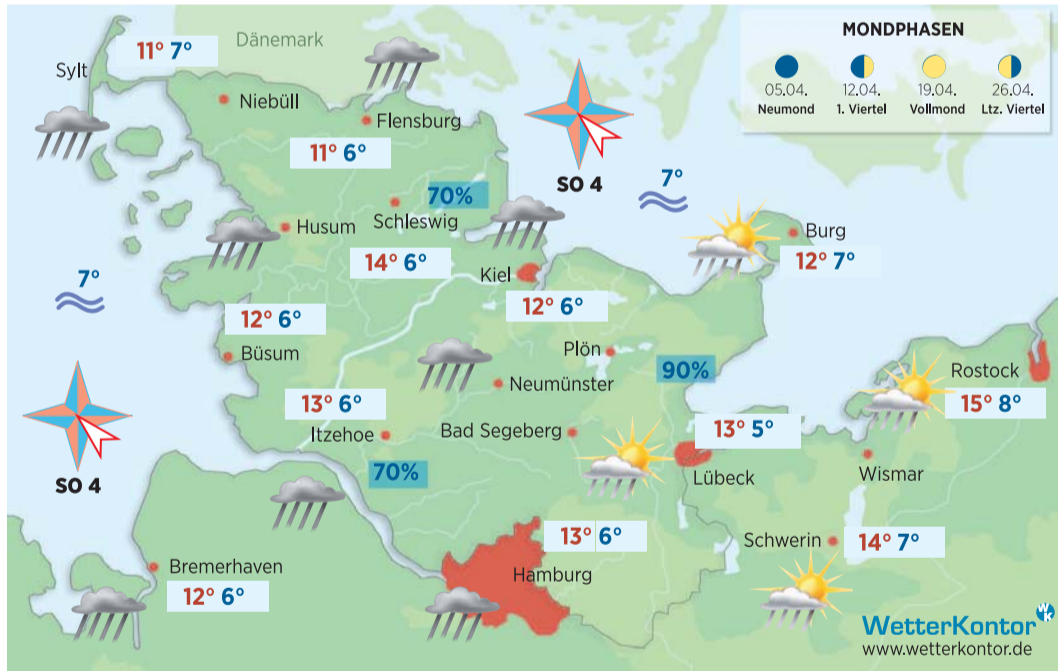 11° 7°
Dänemark
Sylt
Niebüll
Flensburg
11° 6°
MONDPHASEN
05.04.
Neumond
12.04.
1. Viertel
19.04.
Vollmond
26.04.
Ltz. Viertel
SO 4
7°
70%
Schleswig
Husum
14° 6°
Kiel
12° 6°
Burg
12° 7°
7°
12° 6°
Büsum
Plön
Neumünster
90%
Rostock
15° 8°
13° 6°
Itzehoe
Bad Segeberg
13° 5°
Lübeck
Wismar
SO 4
70%
13° 6°
Hamburg
Schwerin
14° 7°
Bremerhaven
12° 6°
WetterKontor
WK
www.wetterkontor.de